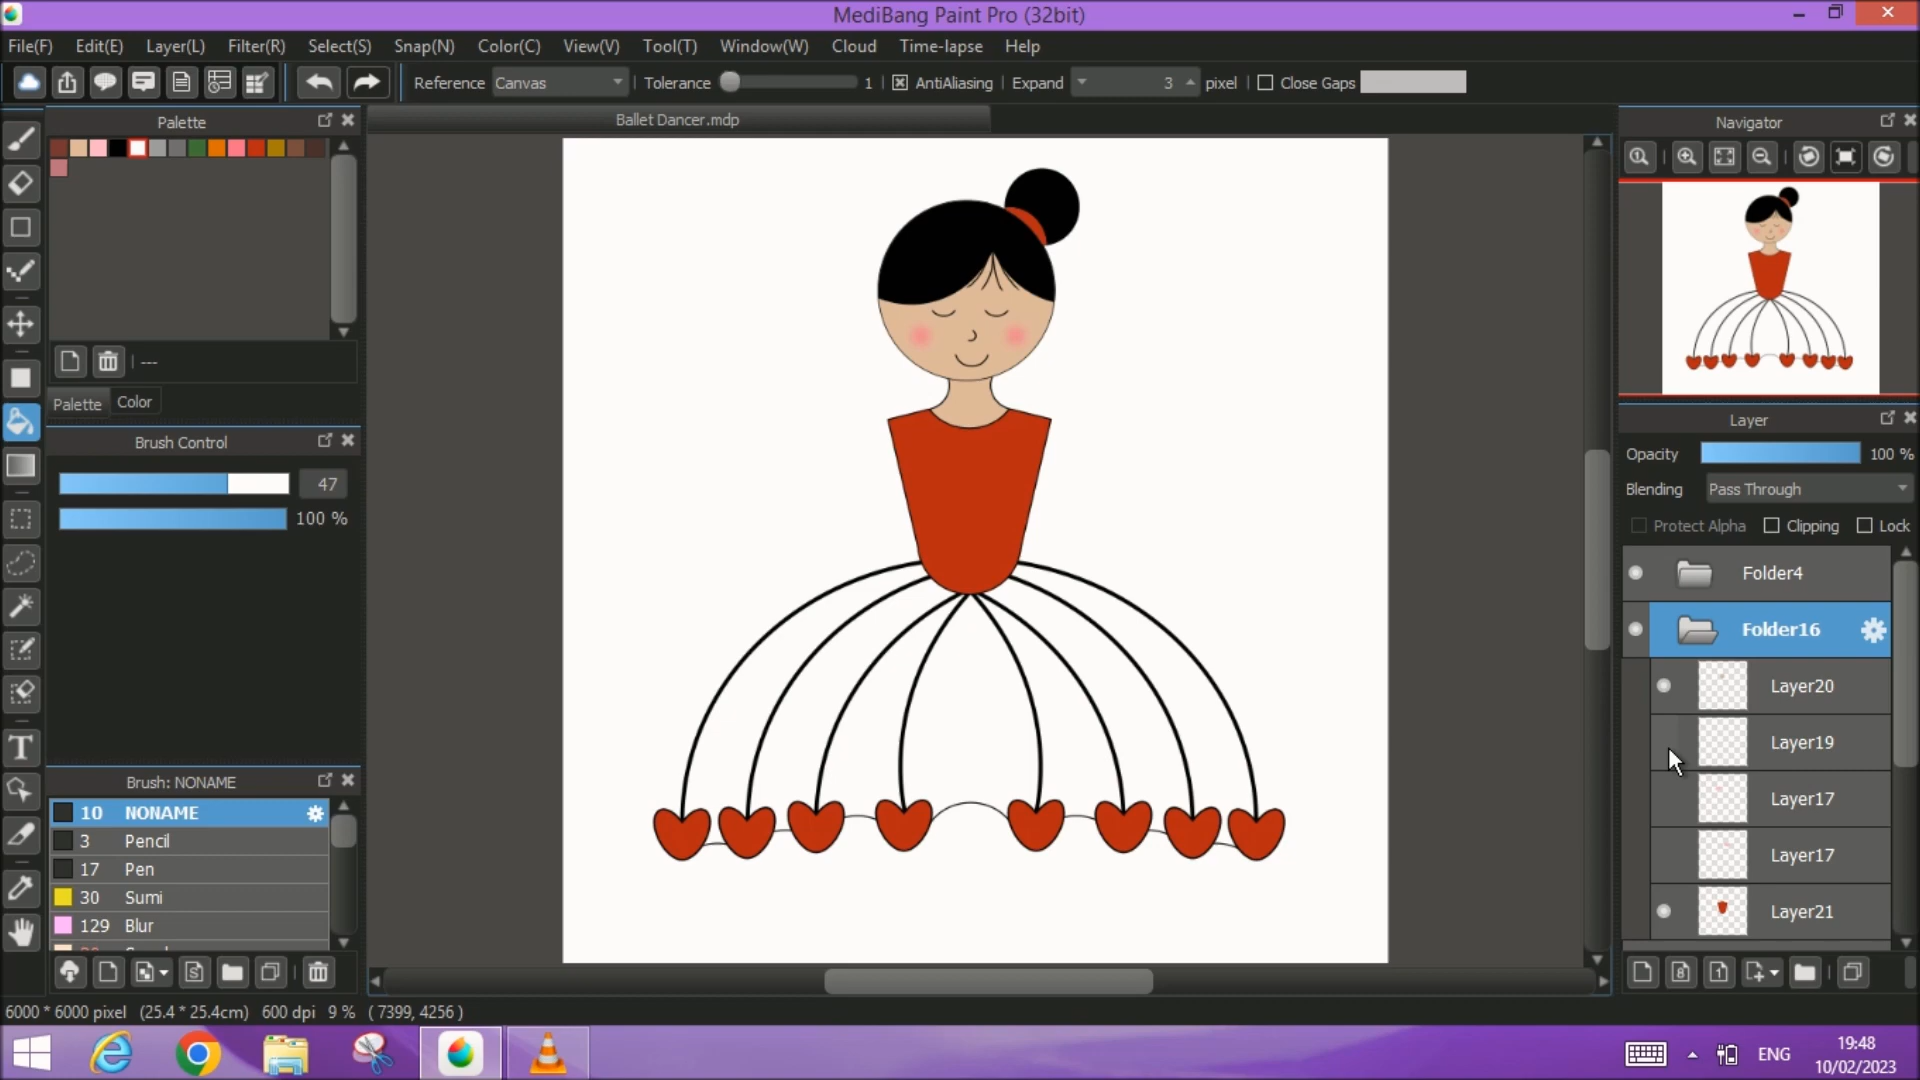 MediBang Paint Pro (32bit)
File(F) Edit(E) Layer(L) Filter(R) Select(S) Snap(N) Color(C) View(V) Tool(T) Window(W) Cloud Time-lapse Help
Reference Canvas Tolerance 1 AntiAliasing Expand 3 pixel Close Gaps
Palette
Ballet Dancer.mdp
Navigator
---
Palette Color
Brush Control
47
100 %
Layer
Opacity 100 %
Blending Pass Through
Protect Alpha Clipping Lock
Folder4
Folder16
Layer20
Layer19
Layer17
Layer17
Layer21
Brush: NONAME
10 NONAME
3 Pencil
17 Pen
30 Sumi
129 Blur
6000 * 6000 pixel (25.4 * 25.4cm) 600 dpi 9 % ( 7399, 4256 )
ENG
19:48
10/02/2023